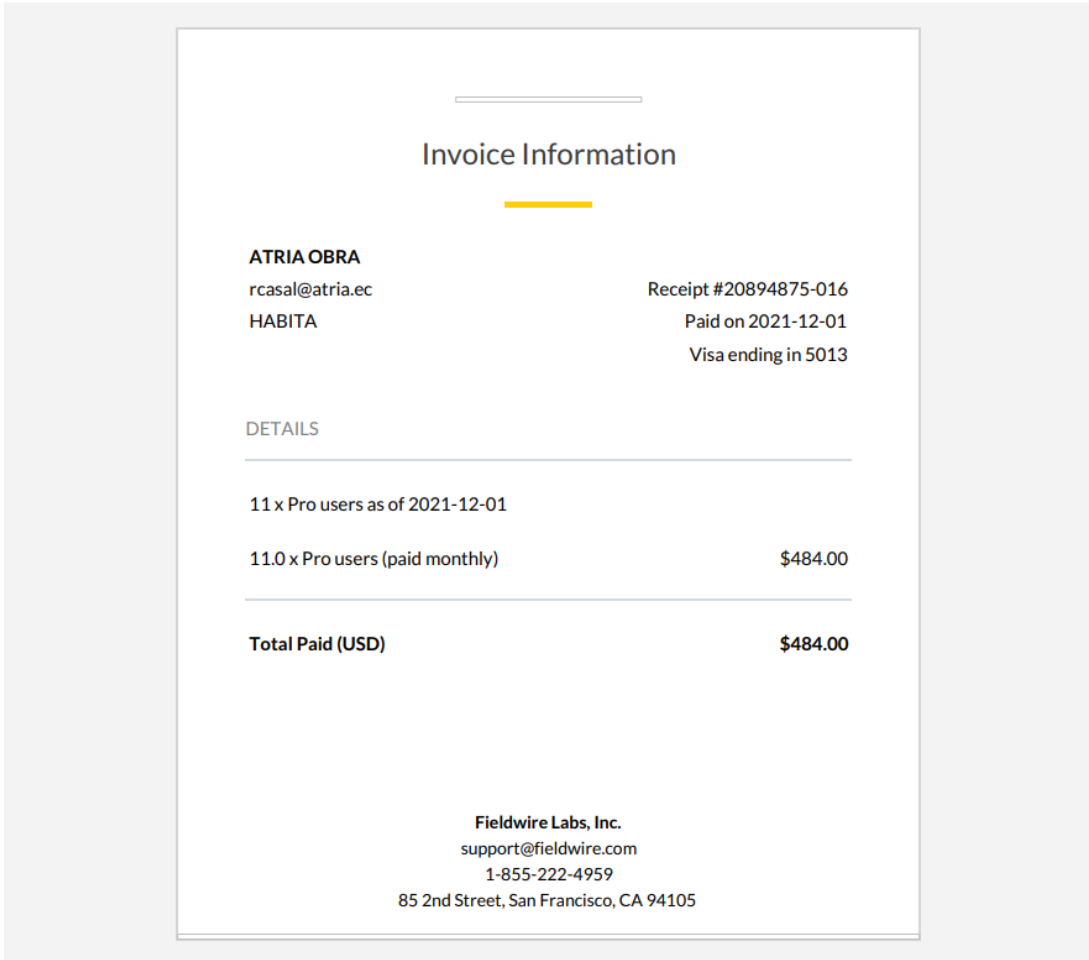 Invoice Information
ATRIA OBRA
rcasal@atria.ec
Receipt #20894875-016
HABITA
Paid on 2021-12-01
Visa ending in 5013
DETAILS
11 x Pro users as of 2021-12-01
11.0 x Pro users (paid monthly) $484.00
Total Paid (USD) $484.00
Fieldwire Labs, Inc.
support@fieldwire.com
1-855-222-4959
85 2nd Street, San Francisco, CA 94105